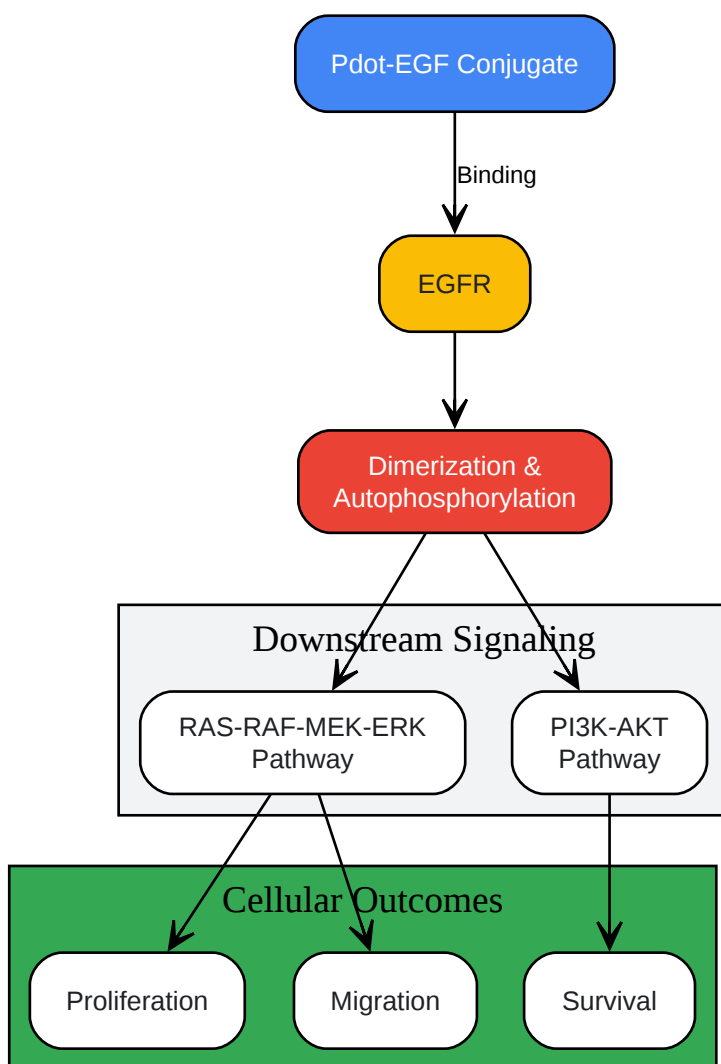 Pdot-EGF Conjugate
Binding
EGFR
Dimerization &
Autophosphorylation
Downstream Signaling
RAS-RAF-MEK-ERK
Pathway
PI3K-AKT
Pathway
Cellular Outcomes
Proliferation
Migration
Survival